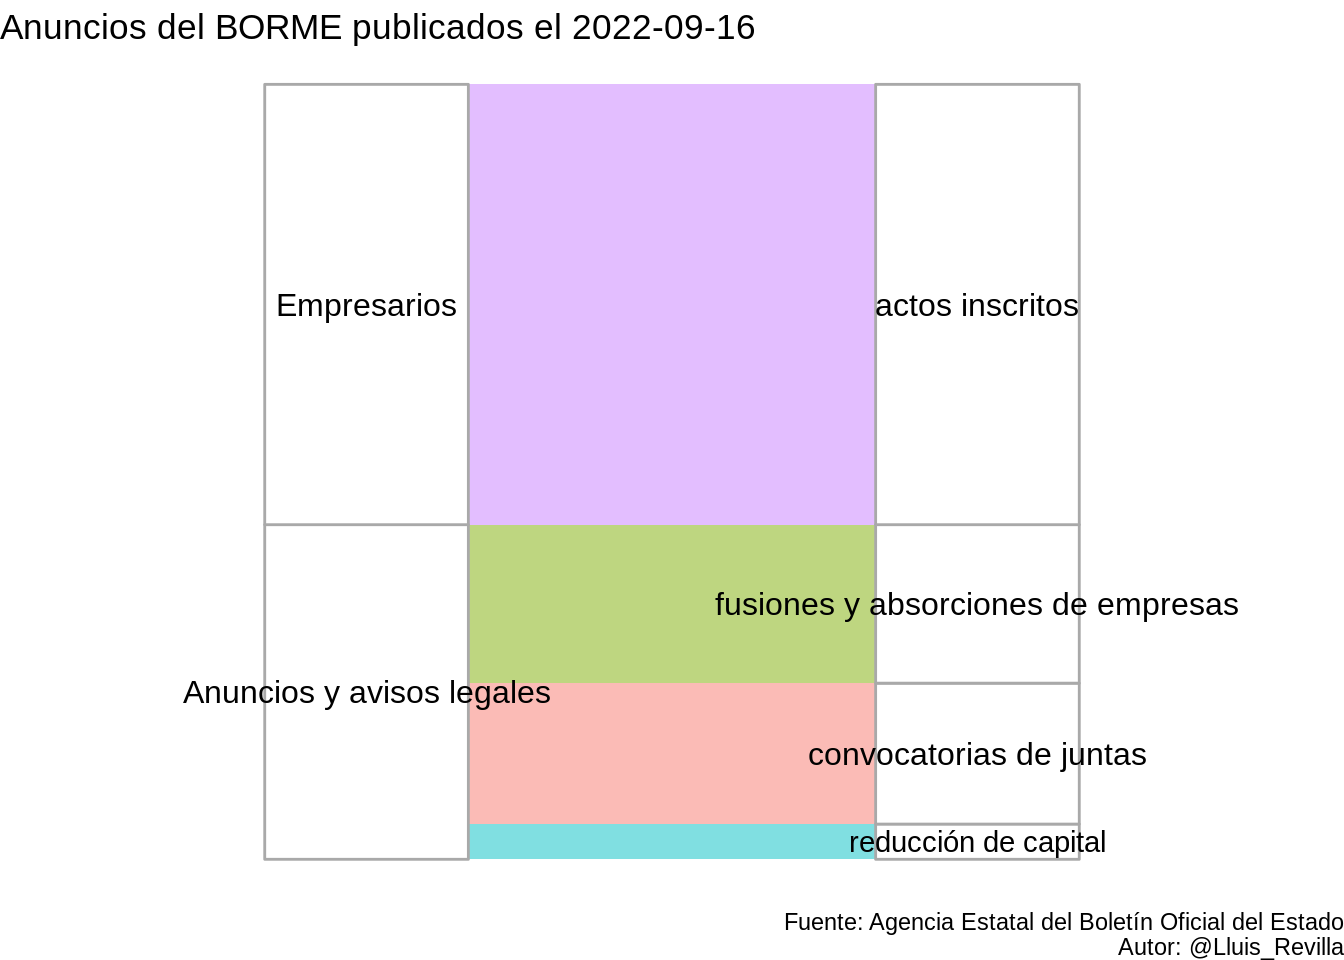 Anuncios del BORME publicados el 2022-09-16
Empresarios
actos inscritos
fusiones y absorciones de empresas
Anuncios y avisos legales
convocatorias de juntas
reducción de capital
Fuente: Agencia Estatal del Boletín Oficial del Estado
Autor: @Lluis_Revilla